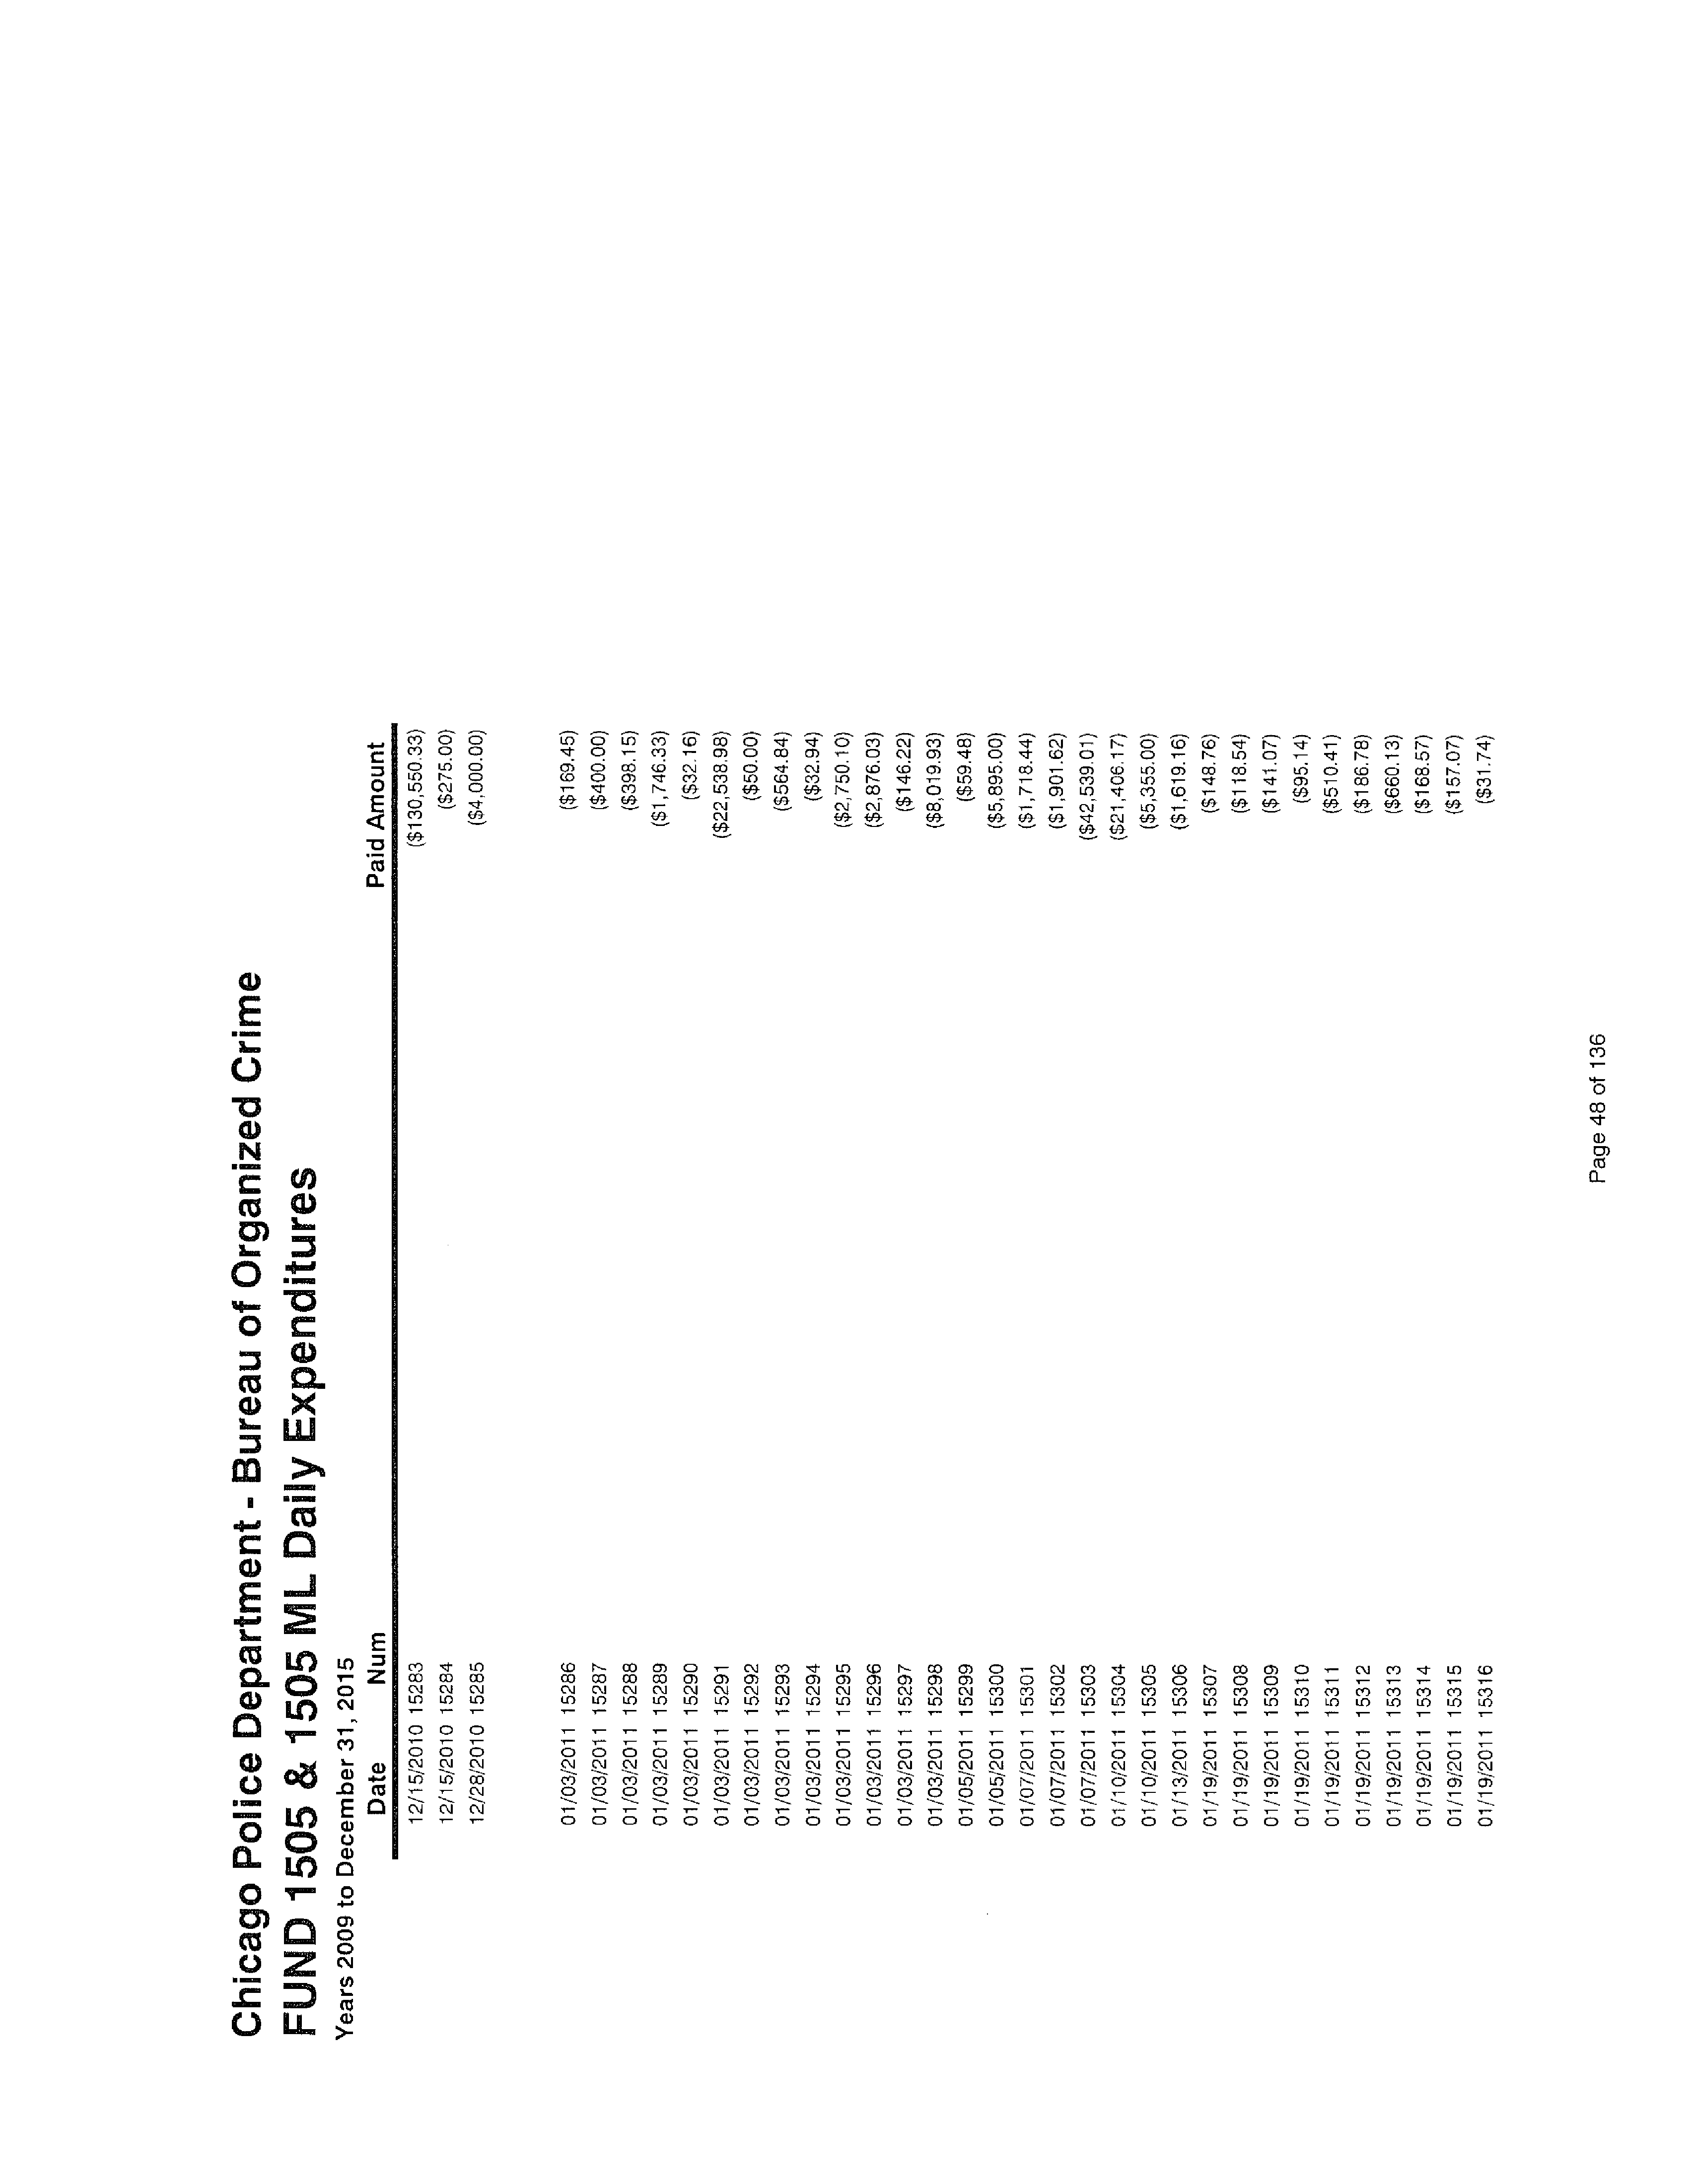 Chicago Police Department - Bureau of Organized Crime
FUND 1505 & 1505 ML Daily Expenditures
Years 2009 to December 31, 2015
Date Num Paid Amount
12/15/2010 15283 ($130,550.33)
12/15/2010 15284 ($275.00)
12/28/2010 15285 ($4,000.00)
01/03/2011 15286 ($169.45)
01/03/2011 15287 ($400.00)
01/03/2011 15288 ($398.15)
01/03/2011 15289 ($1,746.33)
01/03/2011 15290 ($32.16)
01/03/2011 15291 ($22,538.98)
01/03/2011 15292 ($50.00)
01/03/2011 15293 ($564.84)
01/03/2011 15294 ($32.94)
01/03/2011 15295 ($2,750.10)
01/03/2011 15296 ($2,876.03)
01/03/2011 15297 ($146.22)
01/03/2011 15298 ($8,019.93)
01/05/2011 15299 ($59.48)
01/05/2011 15300 ($5,895.00)
01/07/2011 15301 ($1,718.44)
01/07/2011 15302 ($1,901.62)
01/07/2011 15303 ($42,539.01)
01/10/2011 15304 ($21,406.17)
01/10/2011 15305 ($5,355.00)
01/13/2011 15306 ($1,619.16)
01/19/2011 15307 ($148.76)
01/19/2011 15308 ($118.54)
01/19/2011 15309 ($141.07)
01/19/2011 15310 ($95.14)
01/19/2011 15311 ($510.41)
01/19/2011 15312 ($186.78)
01/19/2011 15313 ($660.13)
01/19/2011 15314 ($168.57)
01/19/2011 15315 ($157.07)
01/19/2011 15316 ($31.74)
Page 48 of 136